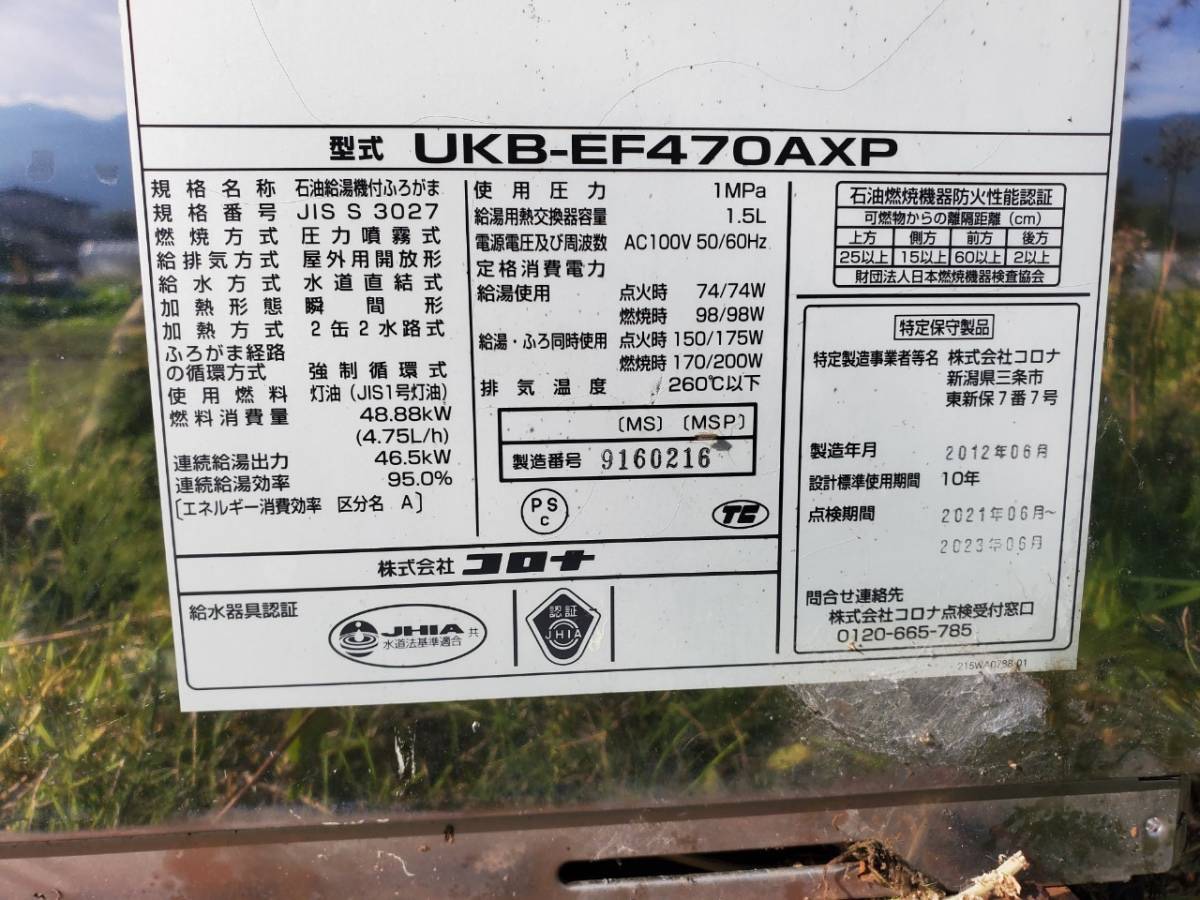 型式 UKB-EF470AXP
規格名称 石油給湯機付ふろがま
規格番号 JIS S 3027
燃焼方式 圧力噴霧式
給排気方式 屋外用開放形
給水方式 水道直結式
加熱形態 瞬間形
加熱方式 2缶2水路式
ふろがま経路
の循環方式 強制循環式
使用燃料 灯油(JIS1号灯油)
燃料消費量 48.88kW
(4.75L/h)
連続給湯出力 46.5kW
連続給湯効率 95.0%
[エネルギー消費効率 区分名 A]
使用圧力 1MPa
給湯用熱交換器容量 1.5L
電源電圧及び周波数 AC100V 50/60Hz
定格消費電力
給湯使用 点火時 74/74W
燃焼時 98/98W
給湯・ふろ同時使用 点火時 150/175W
燃焼時 170/200W
排気温度 260℃以下
(MS) (MSP)
製造番号 9160216
PS
C
TC
石油燃焼機器防火性能認証
可燃物からの離隔距離(cm)
上方 側方 前方 後方
25以上 15以上 60以上 2以上
財団法人日本燃焼機器検査協会
特定保守製品
特定製造事業者等名 株式会社コロナ
新潟県三条市
東新保7番7号
製造年月 2012年06月
設計標準使用期間 10年
点検期間 2021年06月~
2023年06月
問合せ連絡先
株式会社コロナ点検受付窓口
0120-665-785
株式会社 コロナ
給水器具認証
JHIA 共
水道法基準適合
認証
JHIA
215WA0788-01